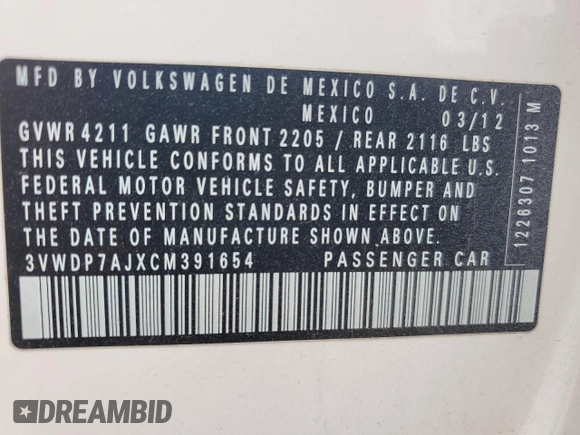 MFD BY VOLKSWAGEN DE MEXICO S.A. DE C.V.
MEXICO 03/12
GVWR 4211 GAWR FRONT 2205 / REAR 2116 LBS
THIS VEHICLE CONFORMS TO ALL APPLICABLE U.S.
FEDERAL MOTOR VEHICLE SAFETY, BUMPER AND
THEFT PREVENTION STANDARDS IN EFFECT ON
THE DATE OF MANUFACTURE SHOWN ABOVE.
3VWDP7AJXCM391654 PASSENGER CAR
1226307 1013 M
DREAMBID